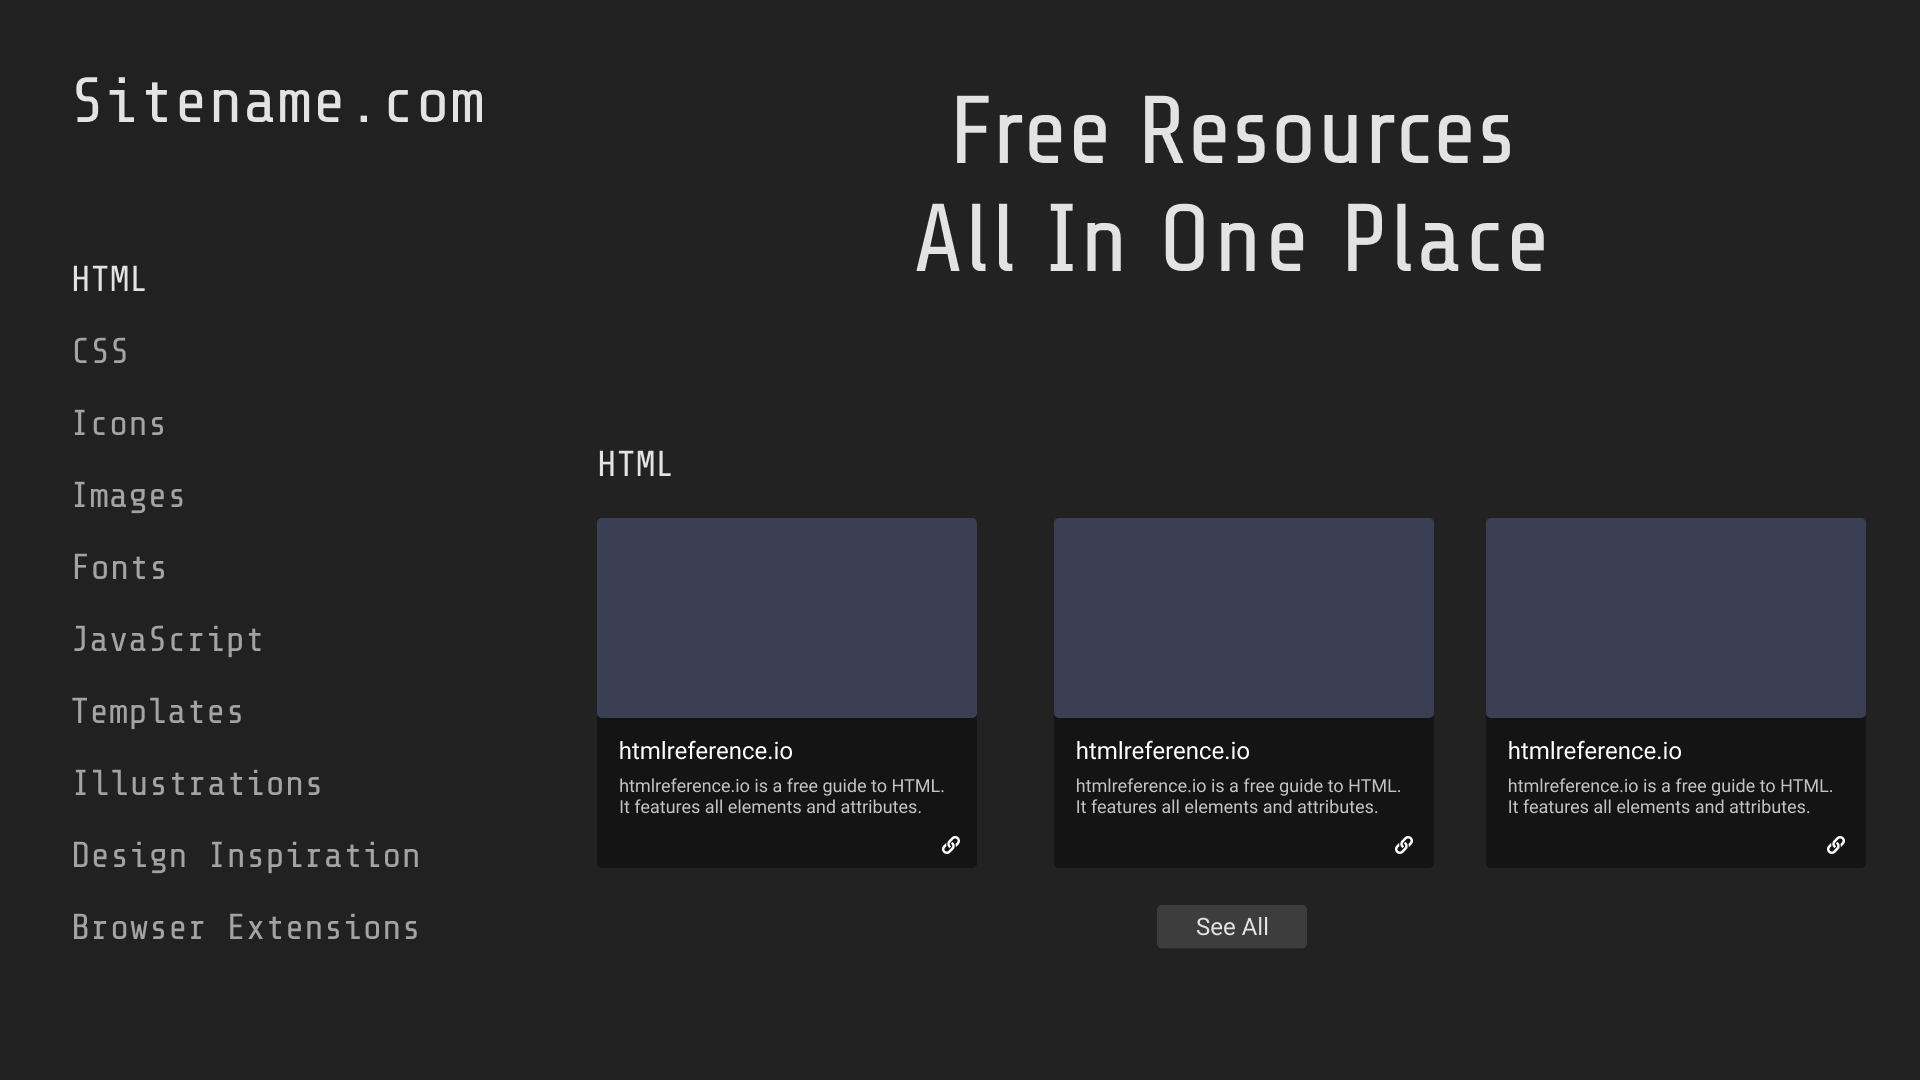 Sitename.com
HTML
CSS
Icons
Images
Fonts
JavaScript
Templates
Illustrations
Design Inspiration
Browser Extensions
Free Resources
All In One Place
HTML
htmlreference.io
htmlreference.io is a free guide to HTML.
It features all elements and attributes.
htmlreference.io
htmlreference.io is a free guide to HTML.
It features all elements and attributes.
htmlreference.io
htmlreference.io is a free guide to HTML.
It features all elements and attributes.
See All